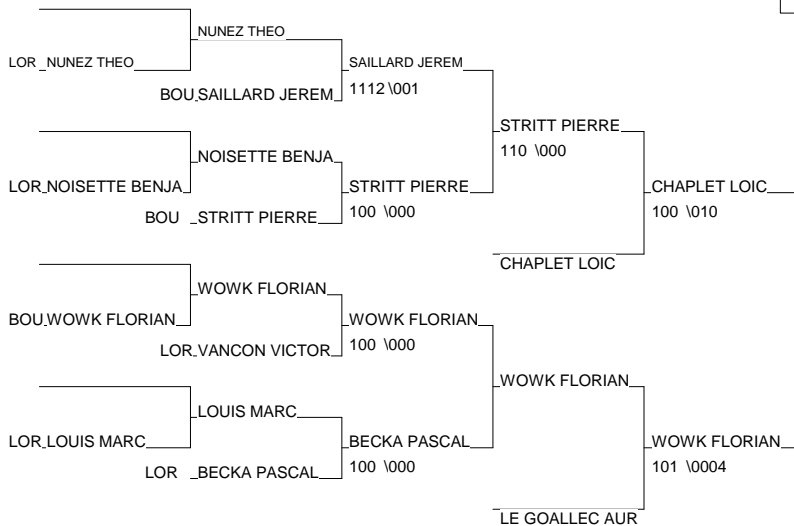 NUNEZ THEO
LOR NUNEZ THEO
SAILLARD JEREM
BOU SAILLARD JEREM
1112 \001
STRITT PIERRE
110 \000
NOISETTE BENJA
LOR NOISETTE BENJA
STRITT PIERRE
CHAPLET LOIC
BOU STRITT PIERRE
100 \000
100 \010
CHAPLET LOIC
WOWK FLORIAN
BOU WOWK FLORIAN
WOWK FLORIAN
LOR VANCON VICTOR
100 \000
WOWK FLORIAN
LOUIS MARC
LOR LOUIS MARC
BECKA PASCAL
WOWK FLORIAN
LOR BECKA PASCAL
100 \000
101 \0004
LE GOALLEC AUR